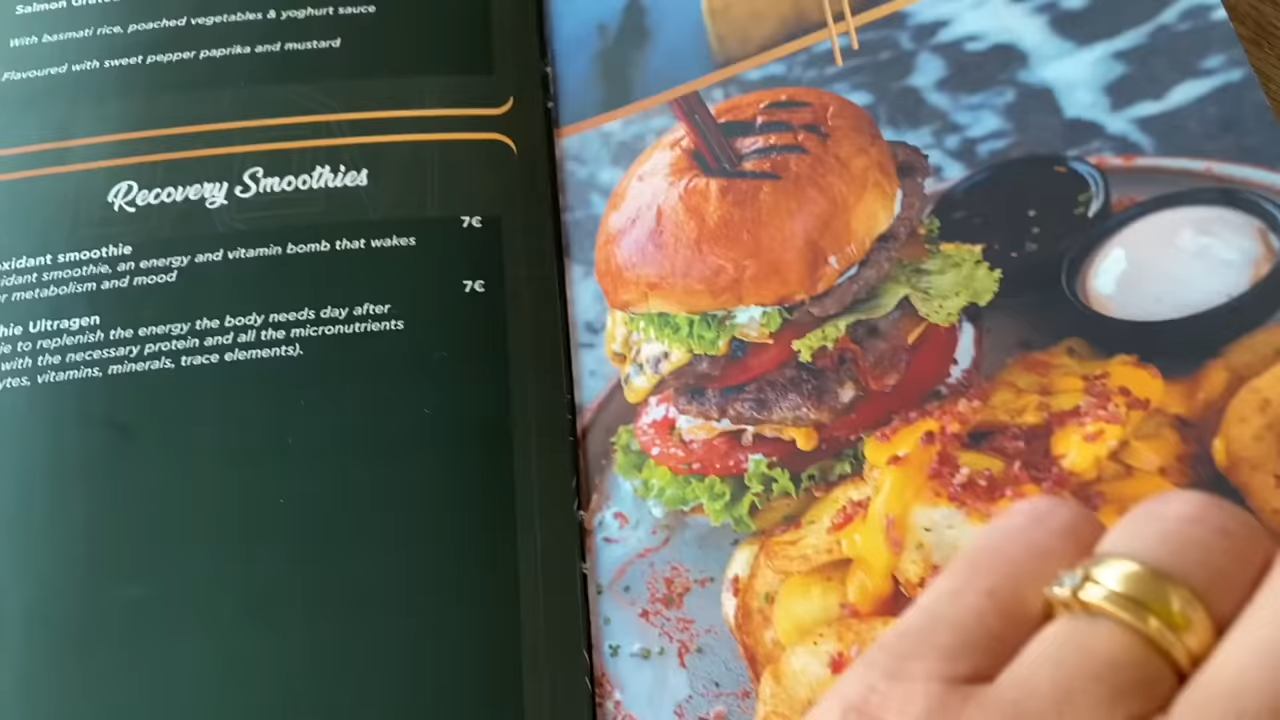 Salmon
With basmati rice, poached vegetables & yoghurt sauce
Flavoured with sweet pepper paprika and mustard
Recovery Smoothies
7€
xidant smoothie
idant smoothie, an energy and vitamin bomb that wakes
r metabolism and mood
7€
hie Ultragen
ie to replenish the energy the body needs day after
with the necessary protein and all the micronutrients
ytes, vitamins, minerals, trace elements).